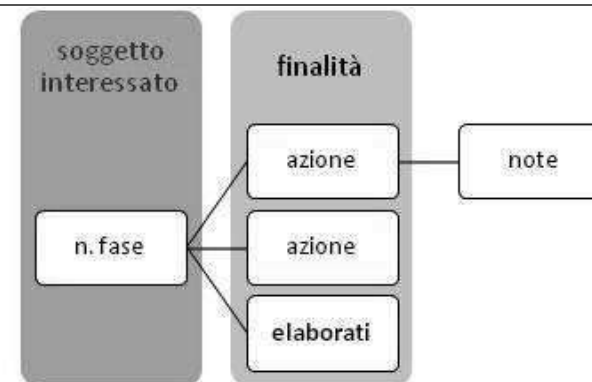 soggetto
interessato
finalità
azione
note
n. fase
azione
elaborati